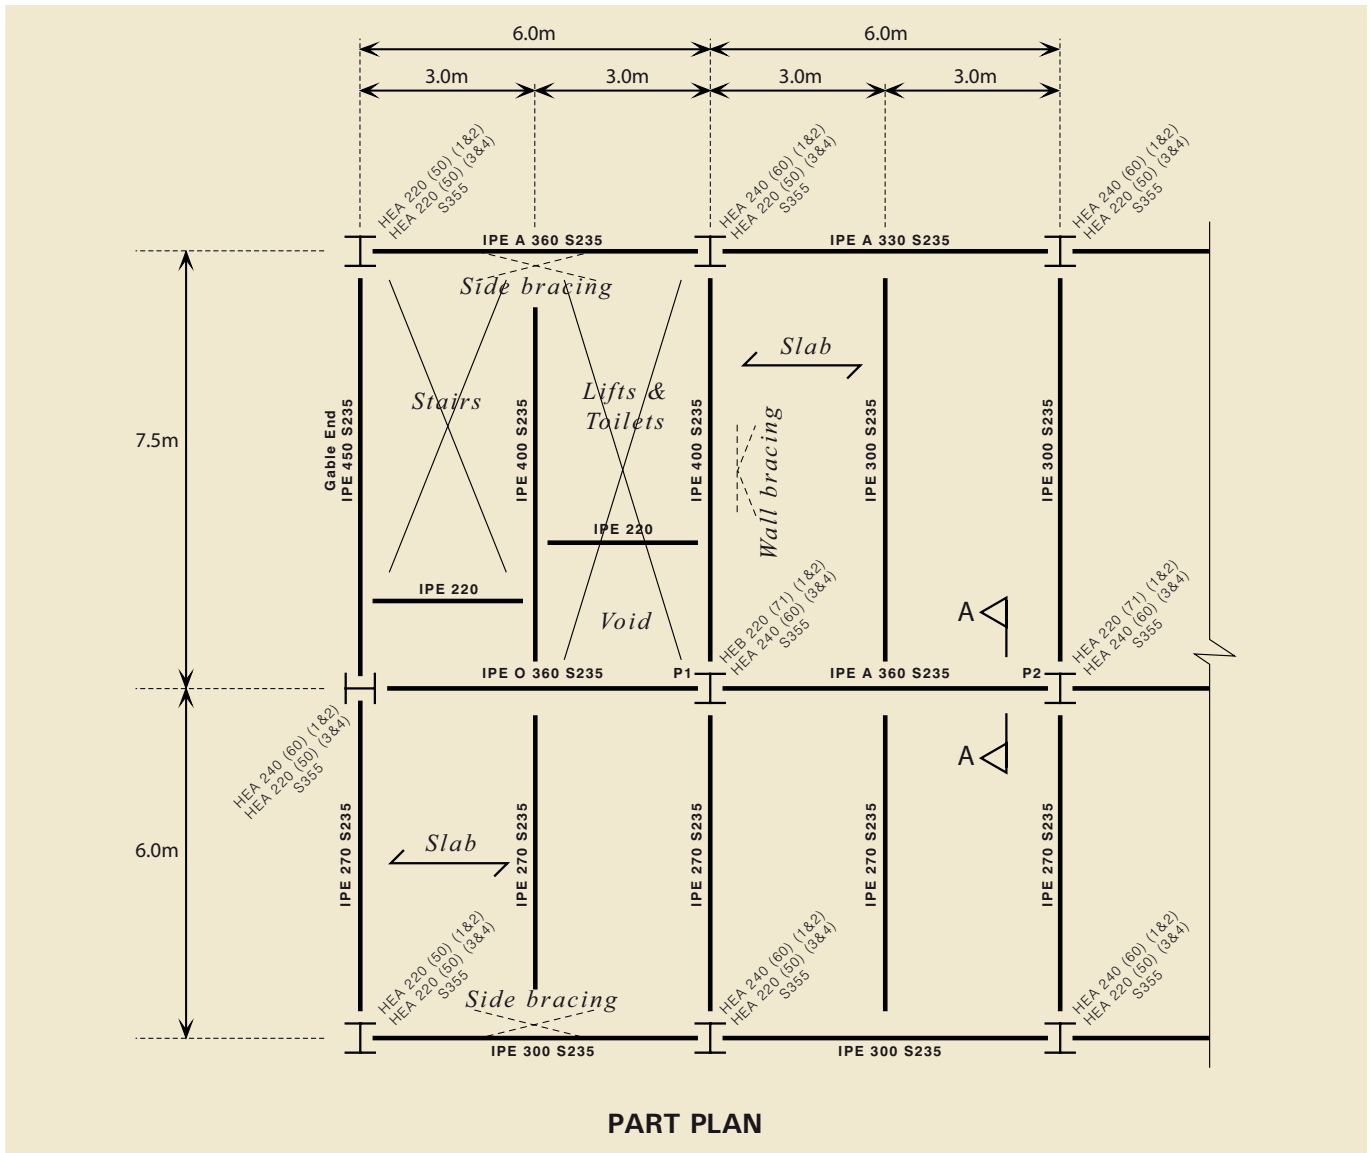 6.0m
6.0m
3.0m
3.0m
3.0m
3.0m
HEA 220 (50) (1&2)
HEA 220 (50) (3&4)
S355
HEA 240 (60) (1&2)
HEA 220 (50) (3&4)
S355
HEA 240 (60) (1&2)
HEA 220 (50) (3&4)
S355
IPE A 360 S235
IPE A 330 S235
Side bracing
Slab
Stairs
Lifts &
Toilets
7.5m
Gable End
IPE 450 S235
IPE 400 S235
IPE 400 S235
Wall bracing
IPE 300 S235
IPE 300 S235
IPE 220
IPE 220
Void
HEB 220 (71) (1&2)
HEA 240 (60) (3&4)
S355
A
HEA 220 (71) (1&2)
HEA 240 (60) (3&4)
S355
IPE O 360 S235
P1
IPE A 360 S235
P2
HEA 240 (60) (1&2)
HEA 220 (50) (3&4)
S355
A
6.0m
Slab
IPE 270 S235
IPE 270 S235
IPE 270 S235
IPE 270 S235
IPE 270 S235
HEA 220 (50) (1&2)
HEA 220 (50) (3&4)
S355
HEA 240 (60) (1&2)
HEA 220 (50) (3&4)
S355
HEA 240 (60) (1&2)
HEA 220 (50) (3&4)
S355
Side bracing
IPE 300 S235
IPE 300 S235
PART PLAN